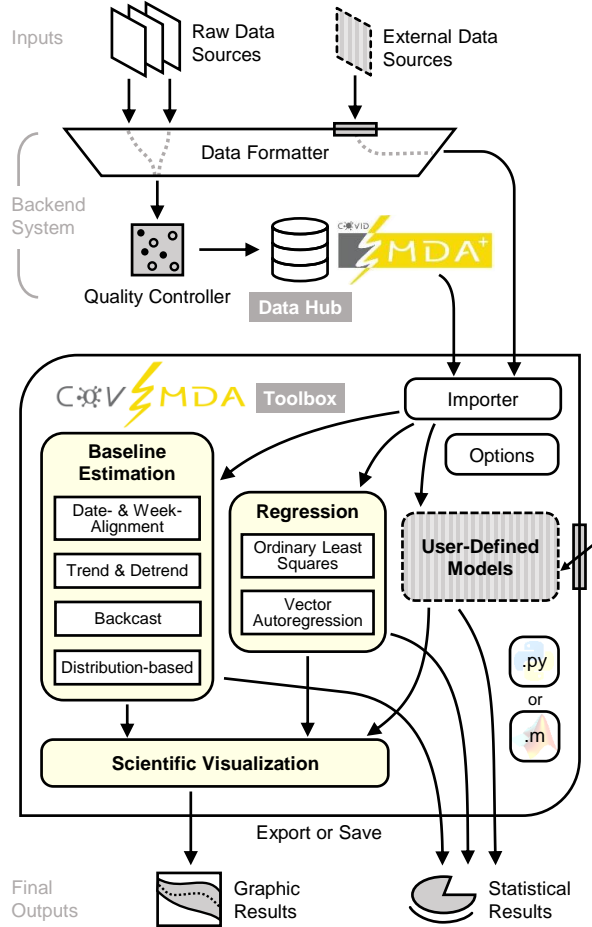 Inputs
Raw Data
Sources
External Data
Sources
Data Formatter
Backend
System
Quality Controller
Data Hub
COVID
EMDA+
COVEMDA
Toolbox
Importer
Options
Baseline
Estimation
Date- & Week-
Alignment
Trend & Detrend
Backcast
Distribution-based
Regression
Ordinary Least
Squares
Vector
Autoregression
User-Defined
Models
.py
or
.m
Scientific Visualization
Export or Save
Final
Outputs
Graphic
Results
Statistical
Results